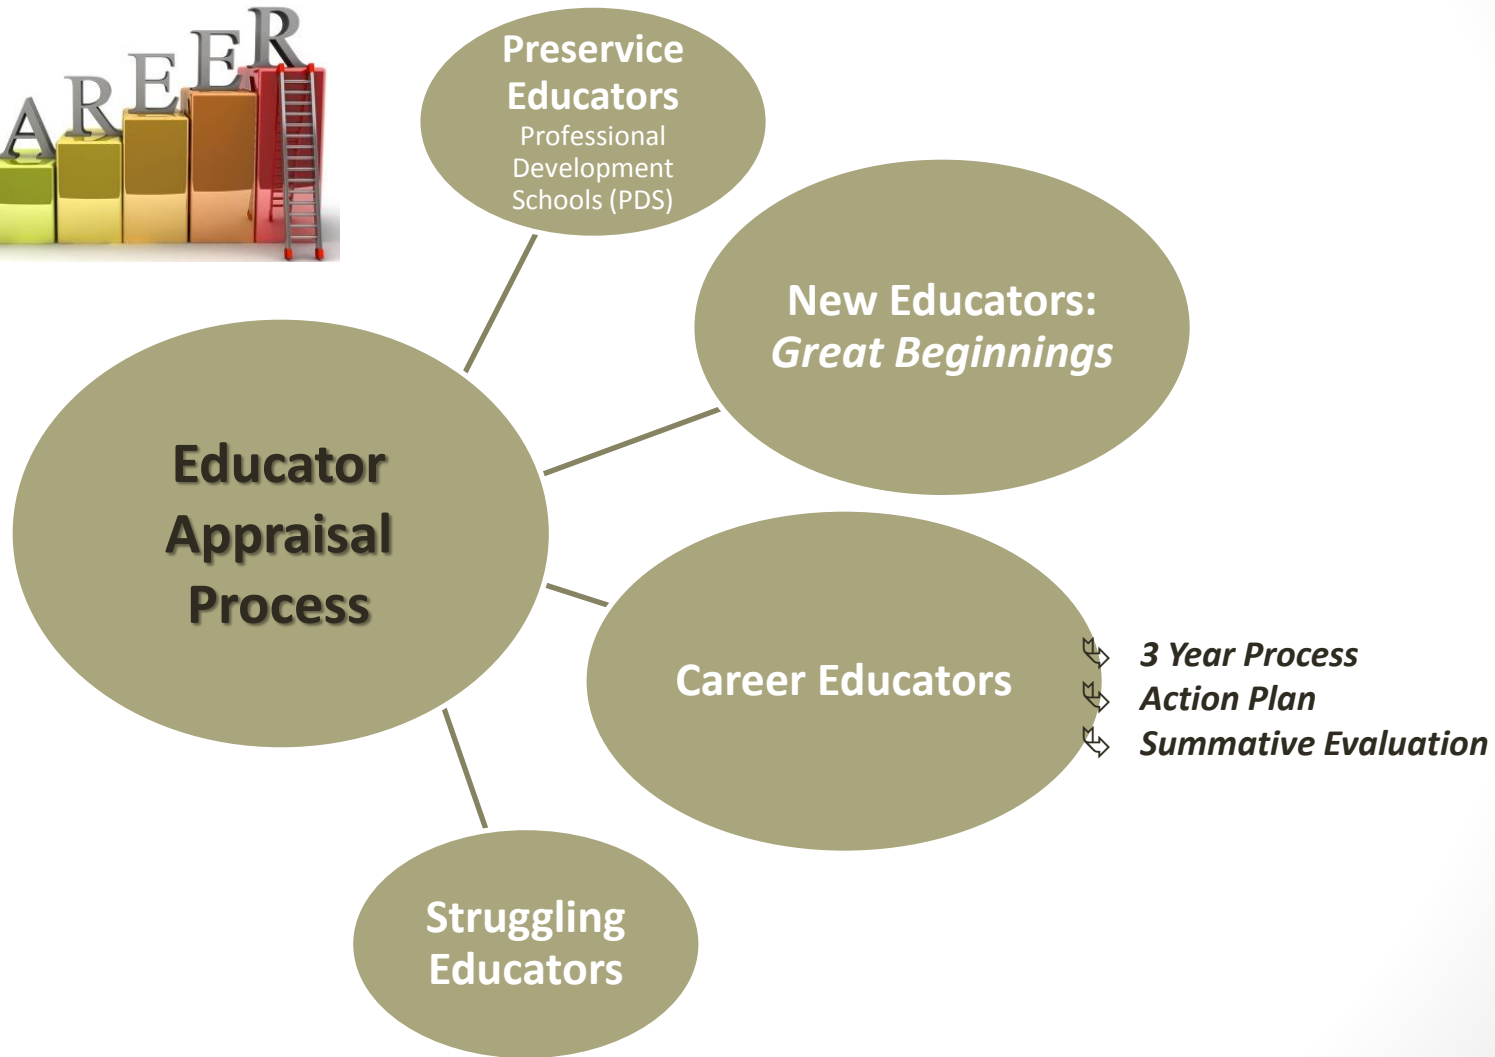 AREER
Preservice
Educators
Professional
Development
Schools (PDS)
New Educators:
Great Beginnings
Educator
Appraisal
Process
Career Educators
3 Year Process
Action Plan
Summative Evaluation
Struggling
Educators